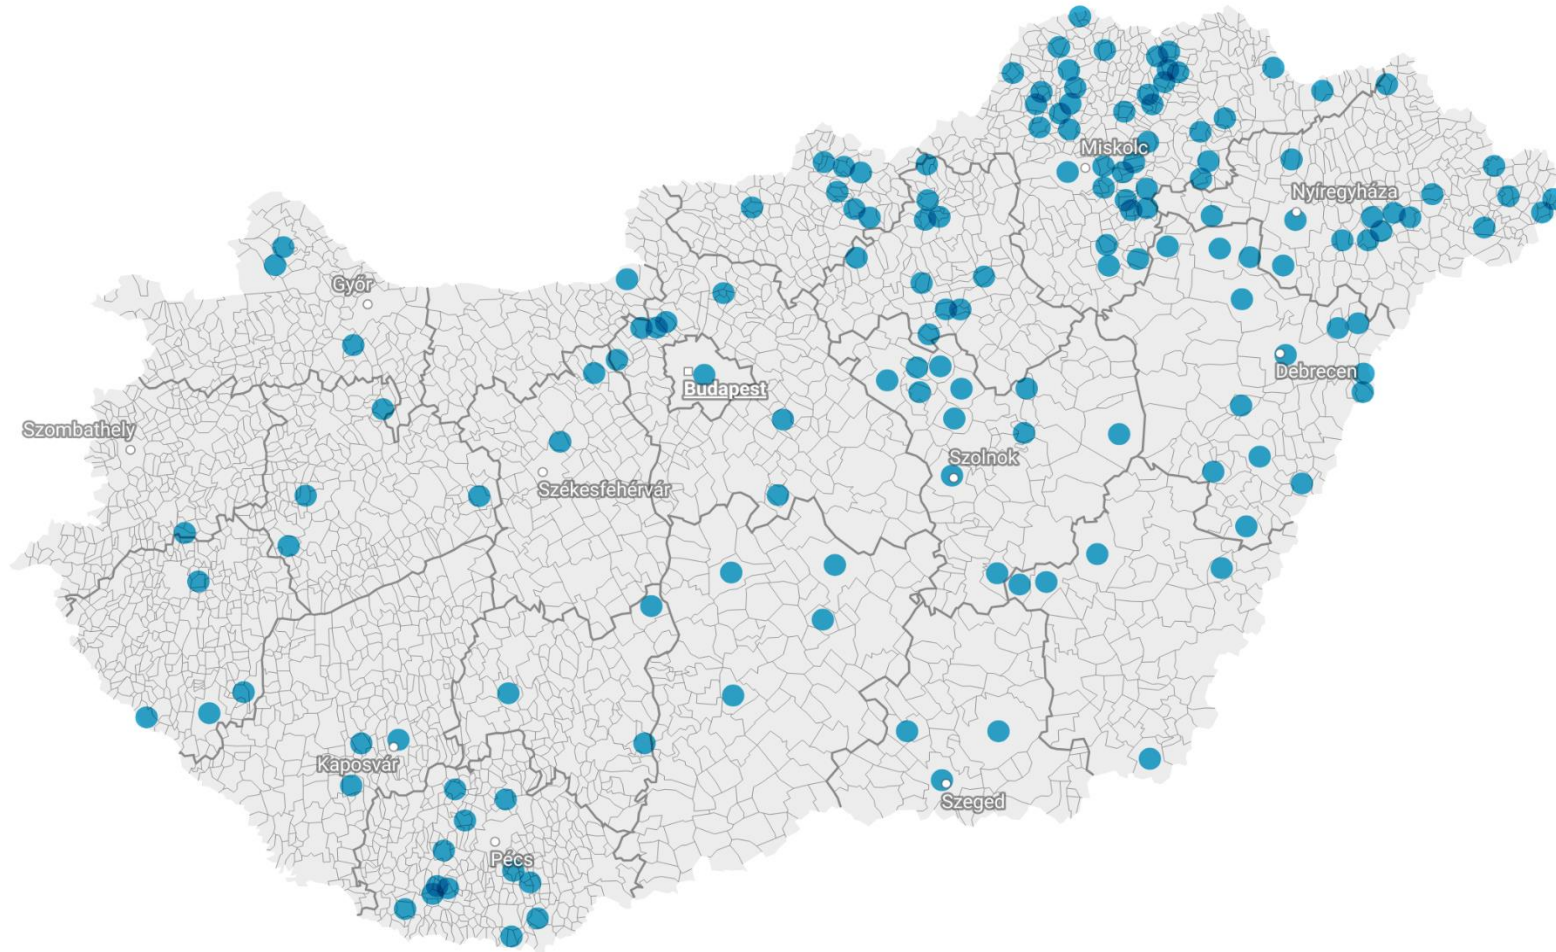 Miskolc
Nyíregyháza
Győr
Debrecen
Budapest
Szombathely
Szolnok
Székesfehérvár
Kaposvár
Szeged
Pécs